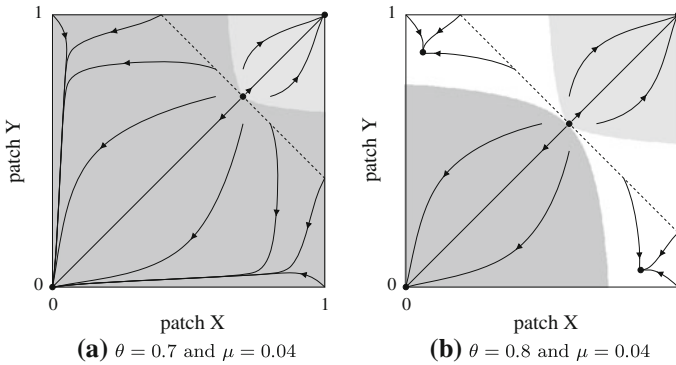 1
1
patch Y
patch Y
0
0
0
1
0
1
patch X
patch X
(a) θ = 0.7 and μ = 0.04
(b) θ = 0.8 and μ = 0.04